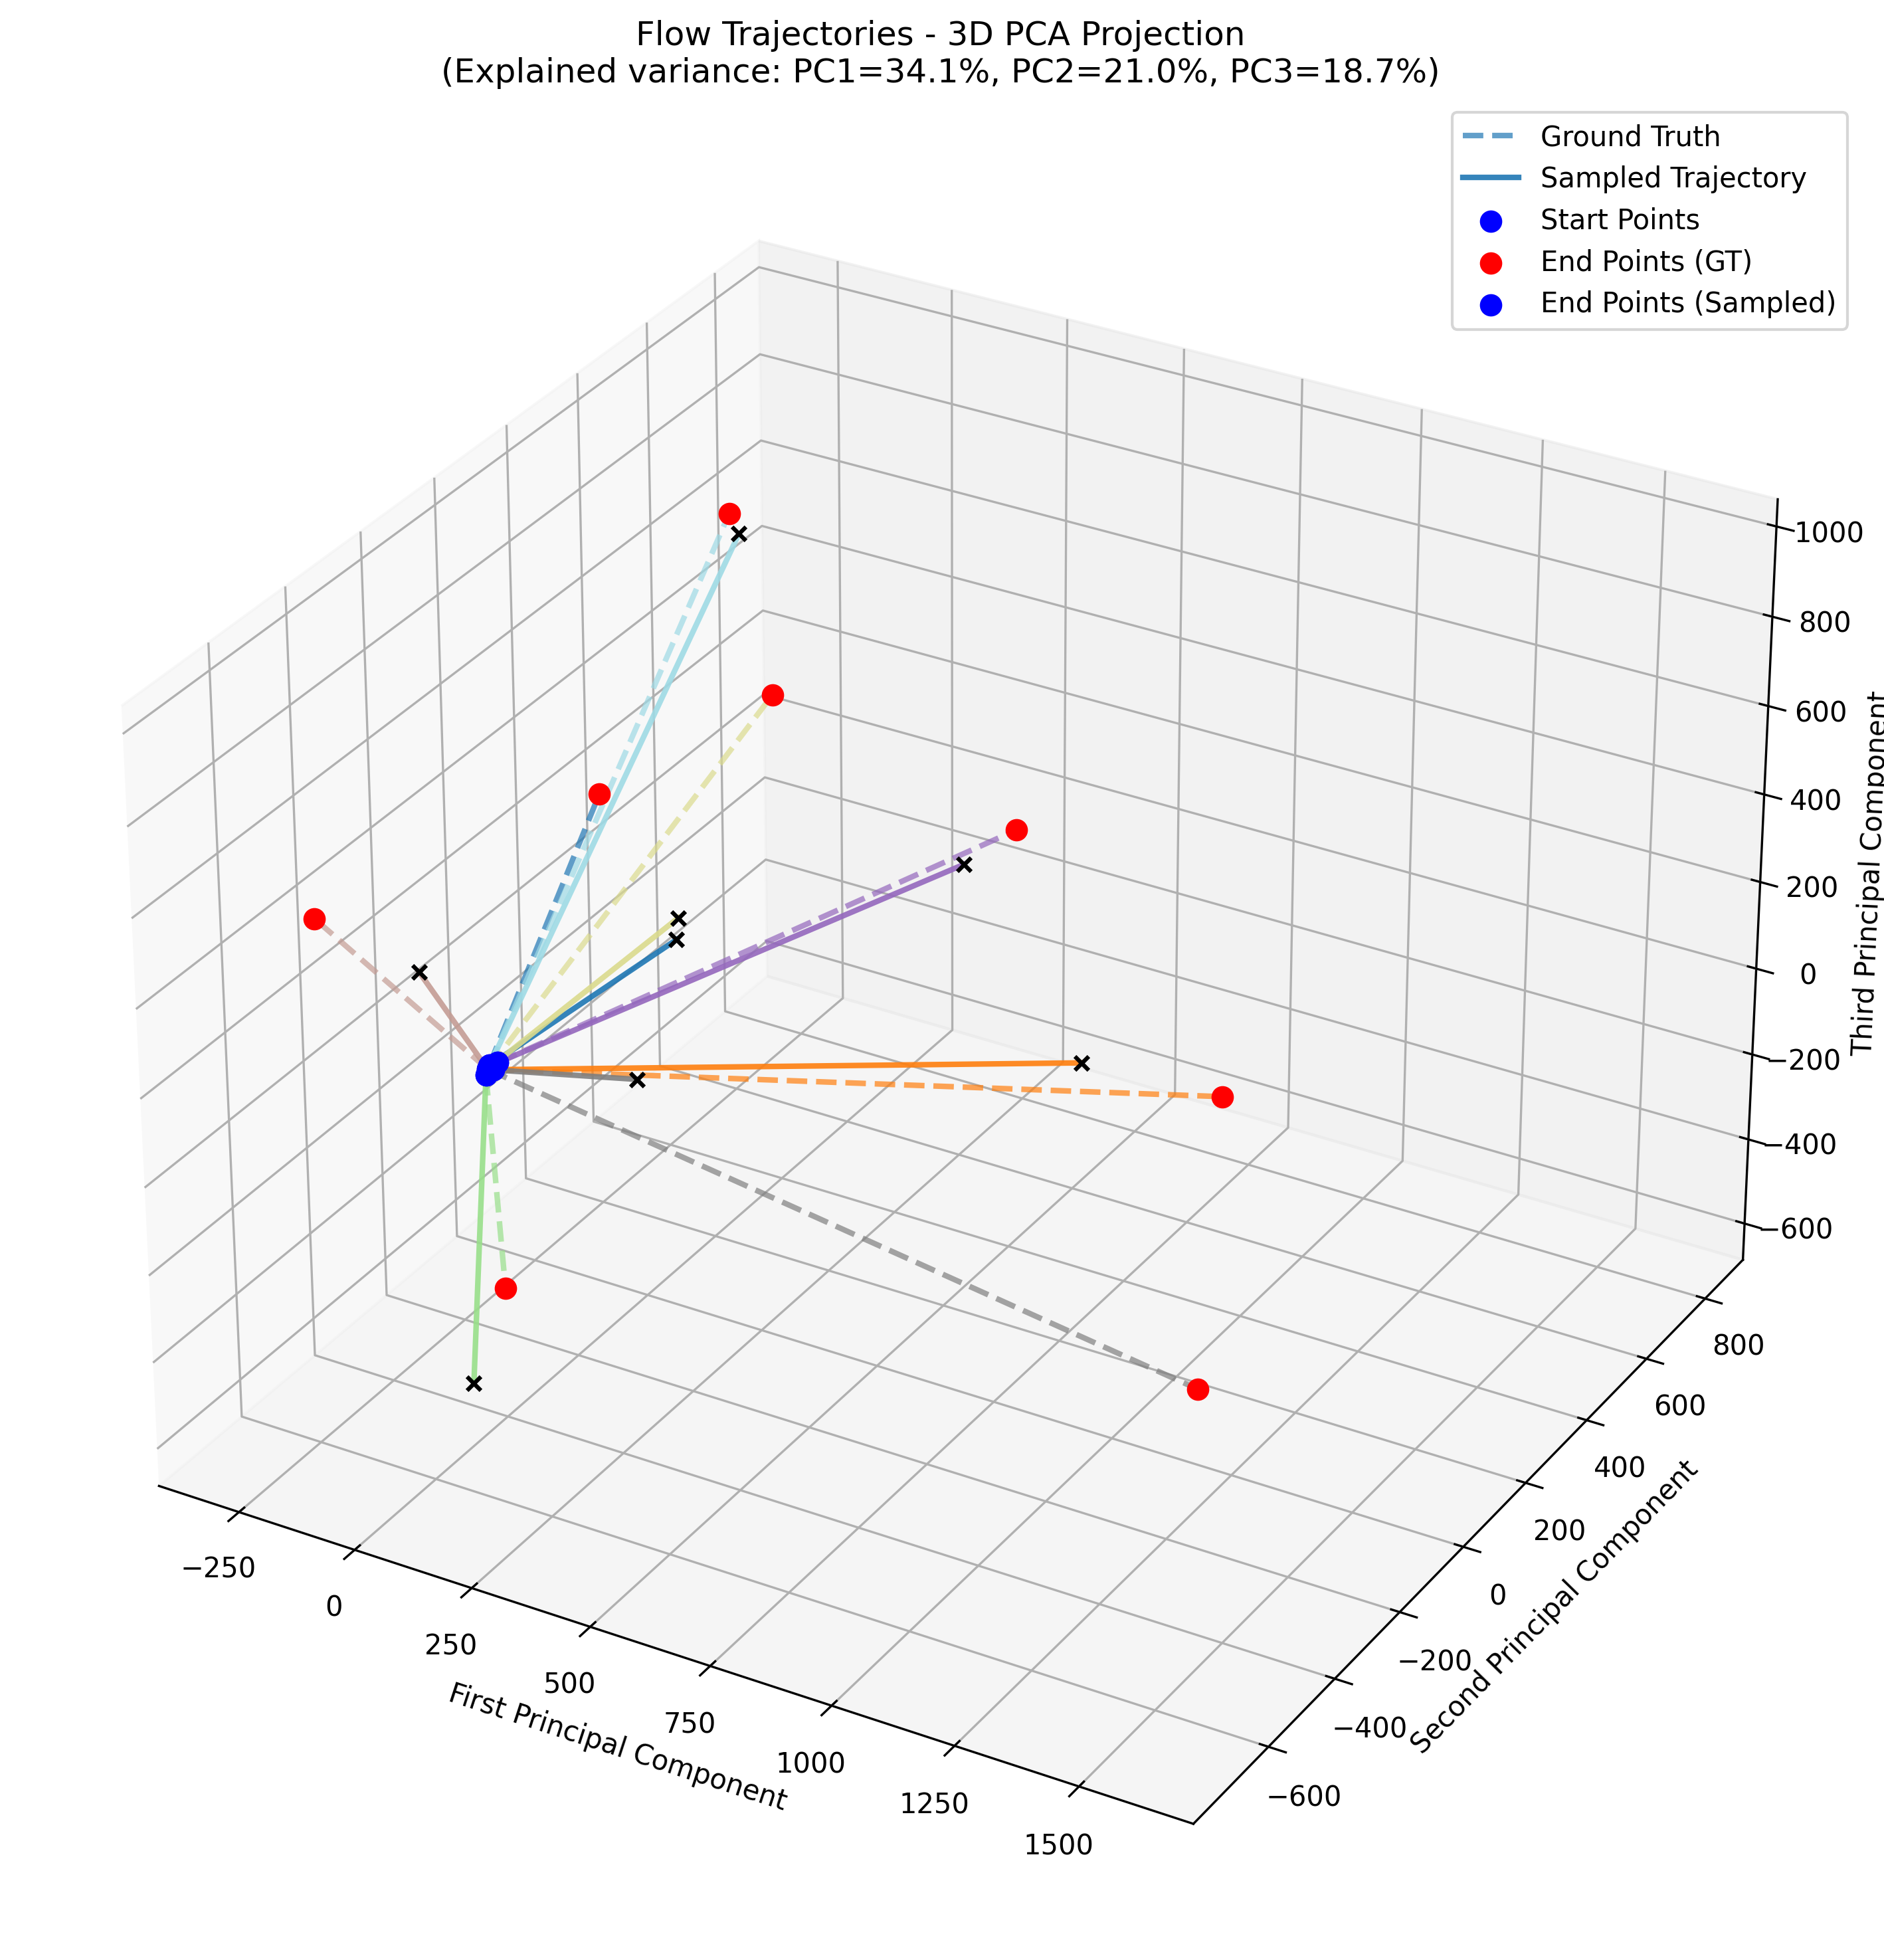 Flow Trajectories - 3D PCA Projection
(Explained variance: PC1=34.1%, PC2=21.0%, PC3=18.7%)
Ground Truth
Sampled Trajectory
Start Points
End Points (GT)
End Points (Sampled)
1000
800
600
400
200
0
−200
−400
−600
Third Principal Component
800
600
400
200
0
−200
−400
−600
Second Principal Component
−250
0
250
500
750
1000
1250
1500
First Principal Component